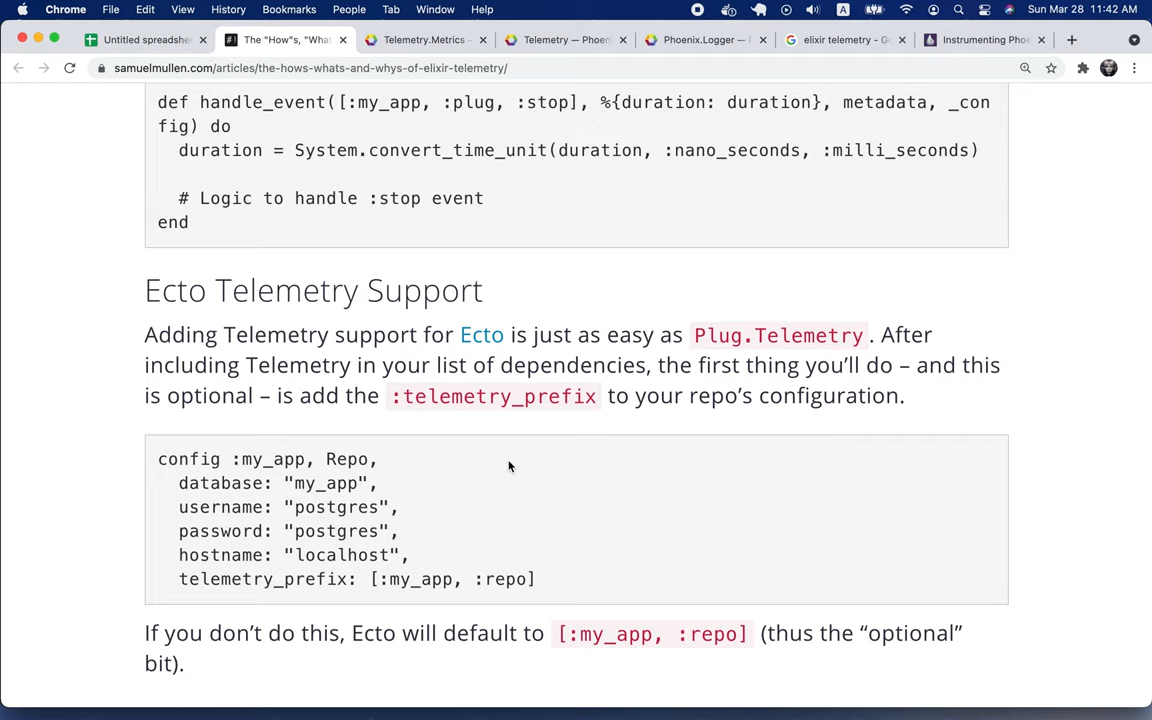 Chrome File Edit View History Bookmarks People Tab Window Help A Sun Mar 28 11:42 AM
Untitled spreadshe The "How"s, "What Telemetry.Metrics - Telemetry — Phoen Phoenix.Logger — P elixir telemetry - Go Instrumenting Phoe
samuelmullen.com/articles/the-hows-whats-and-whys-of-elixir-telemetry/
def handle_event([:my_app, :plug, :stop], %{duration: duration}, metadata, _con
fig) do
duration = System.convert_time_unit(duration, :nano_seconds, :milli_seconds)
# Logic to handle :stop event
end
Ecto Telemetry Support
Adding Telemetry support for Ecto is just as easy as Plug.Telemetry. After
including Telemetry in your list of dependencies, the first thing you’ll do – and this
is optional – is add the :telemetry_prefix to your repo’s configuration.
config :my_app, Repo,
database: "my_app",
username: "postgres",
password: "postgres",
hostname: "localhost",
telemetry_prefix: [:my_app, :repo]
If you don’t do this, Ecto will default to [:my_app, :repo] (thus the “optional”
bit).